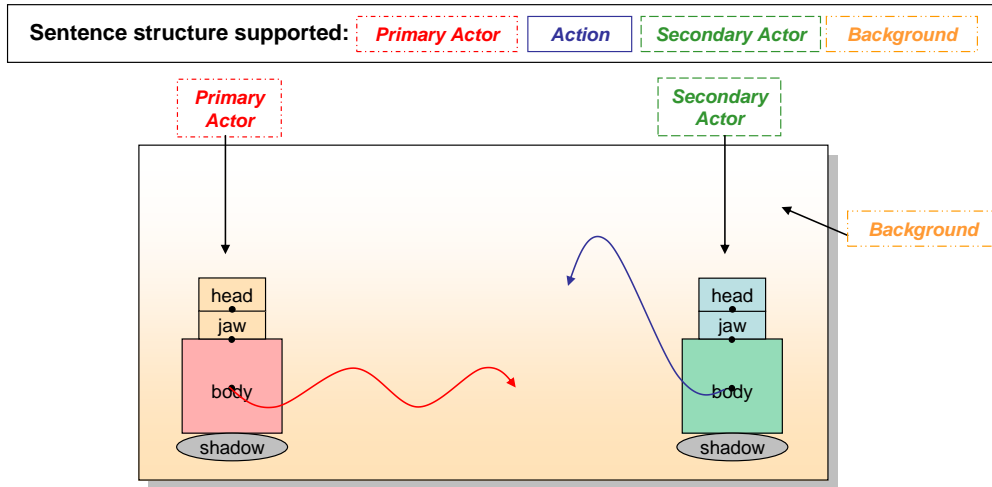 Sentence structure supported: Primary Actor Action Secondary Actor Background
Primary
Actor
Secondary
Actor
Background
head
jaw
body
shadow
head
jaw
body
shadow